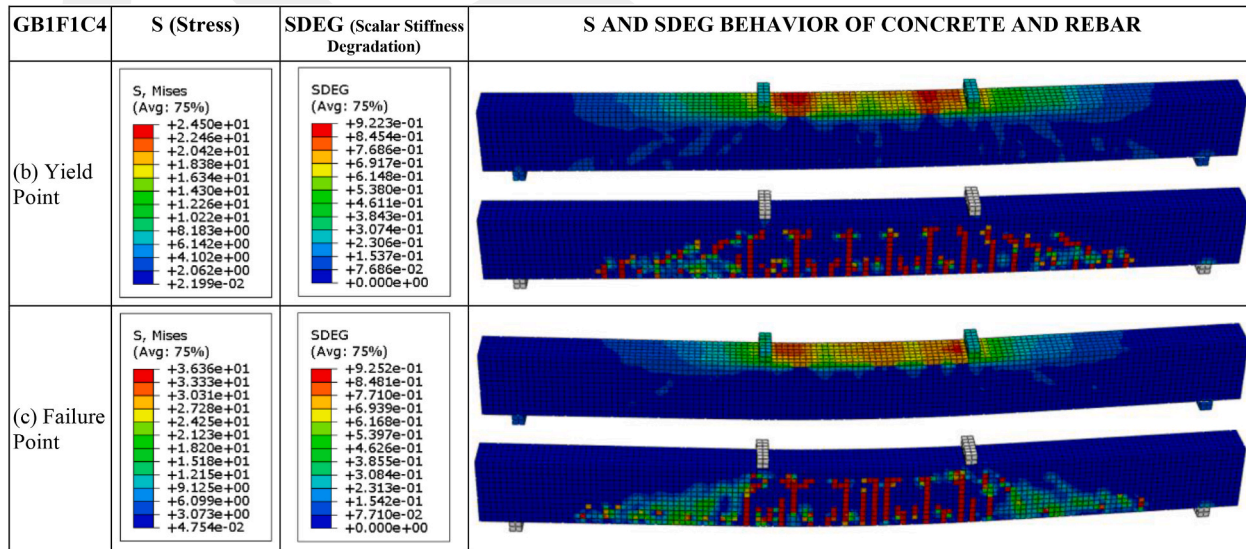 GB1F1C4
S (Stress)
SDEG (Scalar Stiffness
Degradation)
S AND SDEG BEHAVIOR OF CONCRETE AND REBAR
(b) Yield
Point
S, Mises
(Avg: 75%)
+2.450e+01
+2.246e+01
+2.042e+01
+1.838e+01
+1.634e+01
+1.430e+01
+1.226e+01
+1.022e+01
+8.183e+00
+6.142e+00
+4.102e+00
+2.062e+00
+2.199e-02
SDEG
(Avg: 75%)
+9.223e-01
+8.454e-01
+7.686e-01
+6.917e-01
+6.148e-01
+5.380e-01
+4.611e-01
+3.843e-01
+3.074e-01
+2.306e-01
+1.537e-01
+7.686e-02
+0.000e+00
(c) Failure
Point
S, Mises
(Avg: 75%)
+3.636e+01
+3.333e+01
+3.031e+01
+2.728e+01
+2.425e+01
+2.123e+01
+1.820e+01
+1.518e+01
+1.215e+01
+9.125e+00
+6.099e+00
+3.073e+00
+4.754e-02
SDEG
(Avg: 75%)
+9.252e-01
+8.481e-01
+7.710e-01
+6.939e-01
+6.168e-01
+5.397e-01
+4.626e-01
+3.855e-01
+3.084e-01
+2.313e-01
+1.542e-01
+7.710e-02
+0.000e+00